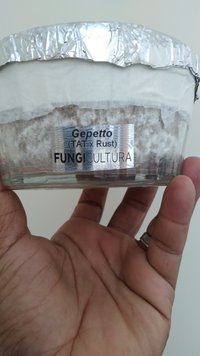 Gepetto
(TAT x Rust)
FUNGICULTURA